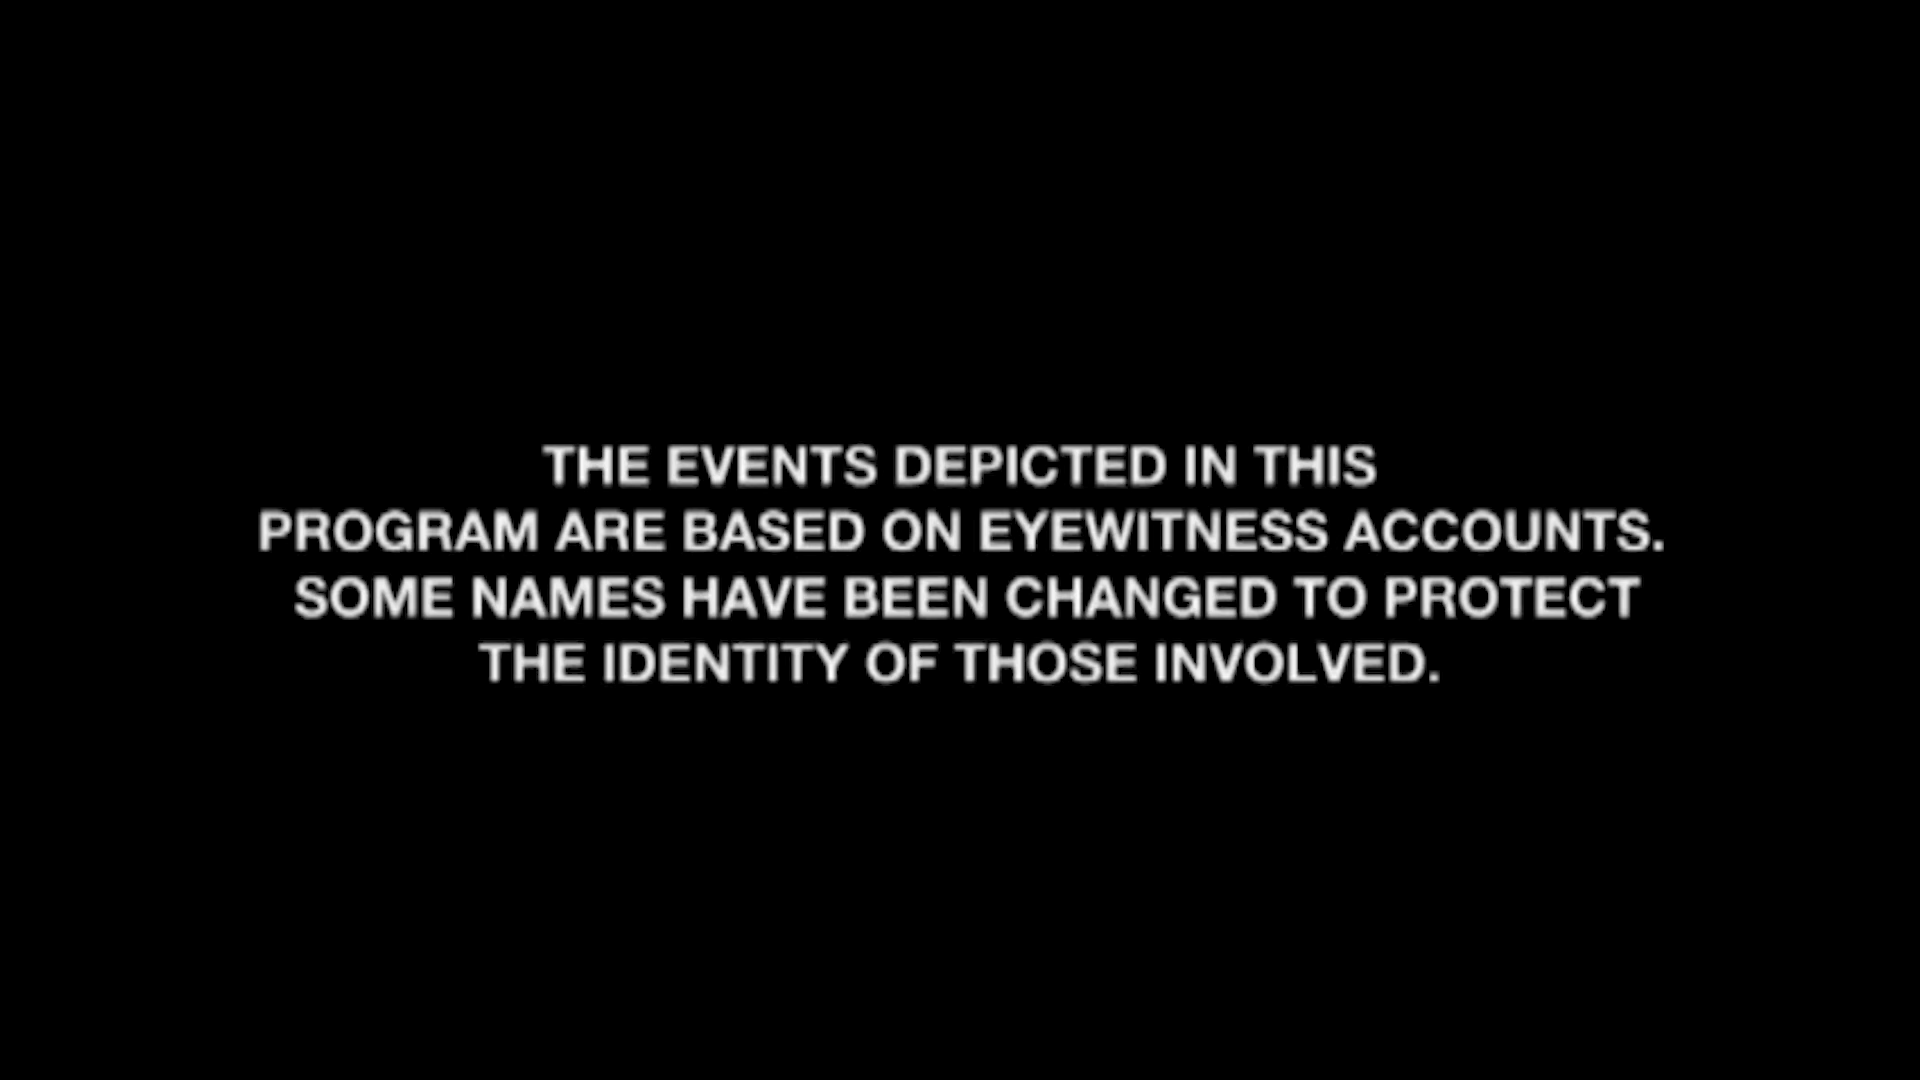 THE EVENTS DEPICTED IN THIS
PROGRAM ARE BASED ON EYEWITNESS ACCOUNTS.
SOME NAMES HAVE BEEN CHANGED TO PROTECT
THE IDENTITY OF THOSE INVOLVED.